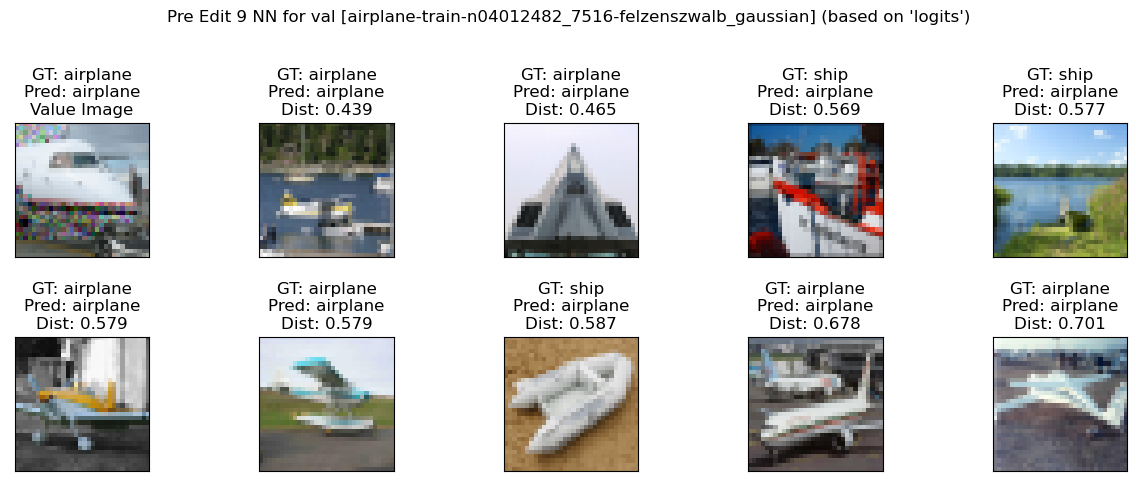 Pre Edit 9 NN for val [airplane-train-n04012482_7516-felzenszwalb_gaussian] (based on 'logits')
GT: airplane
Pred: airplane
Value Image
GT: airplane
Pred: airplane
Dist: 0.439
GT: airplane
Pred: airplane
Dist: 0.465
GT: ship
Pred: airplane
Dist: 0.569
GT: ship
Pred: airplane
Dist: 0.577
GT: airplane
Pred: airplane
Dist: 0.579
GT: airplane
Pred: airplane
Dist: 0.579
GT: ship
Pred: airplane
Dist: 0.587
GT: airplane
Pred: airplane
Dist: 0.678
GT: airplane
Pred: airplane
Dist: 0.701